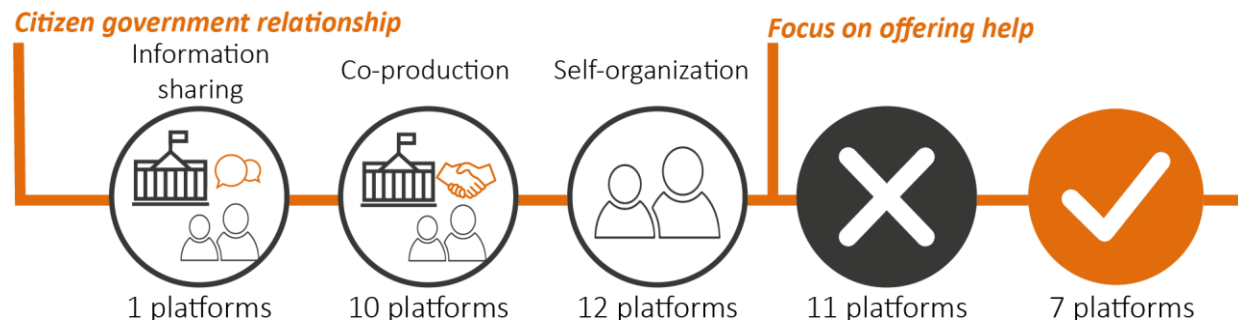 Citizen government relationship
Information
sharing
Co-production
Self-organization
1 platforms
10 platforms
12 platforms
Focus on offering help
11 platforms
7 platforms